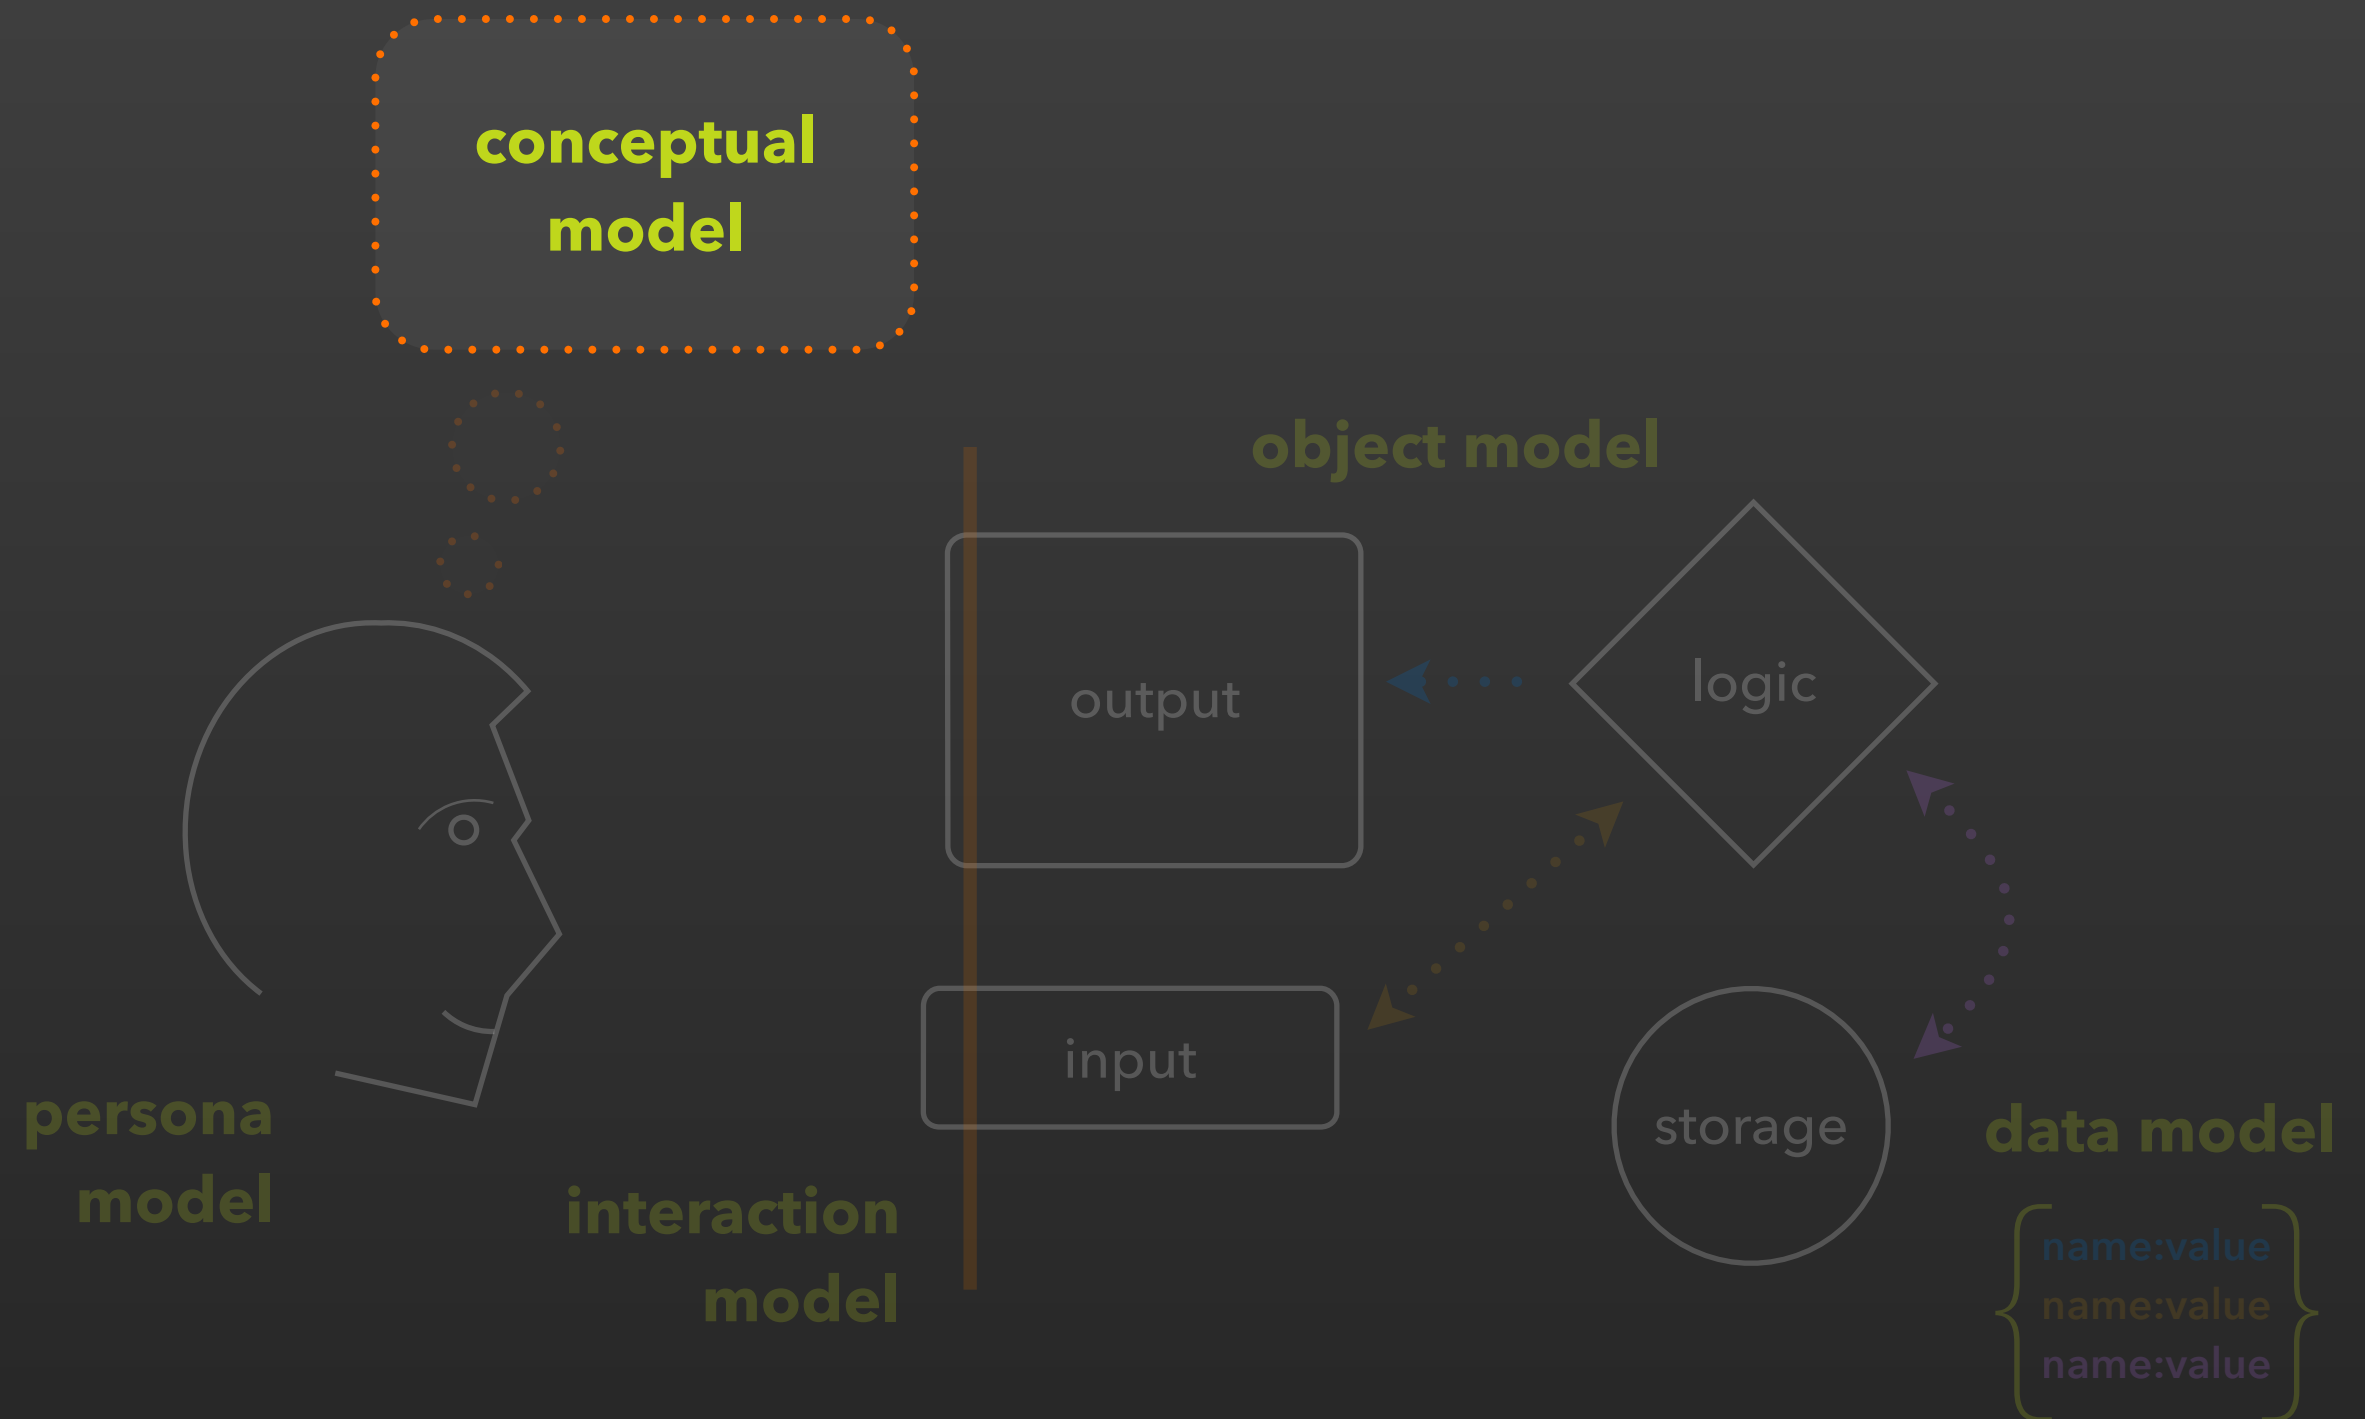 conceptual
model
object model
output
logic
input
storage
persona
model
interaction
model
data model
name:value
name:value
name:value